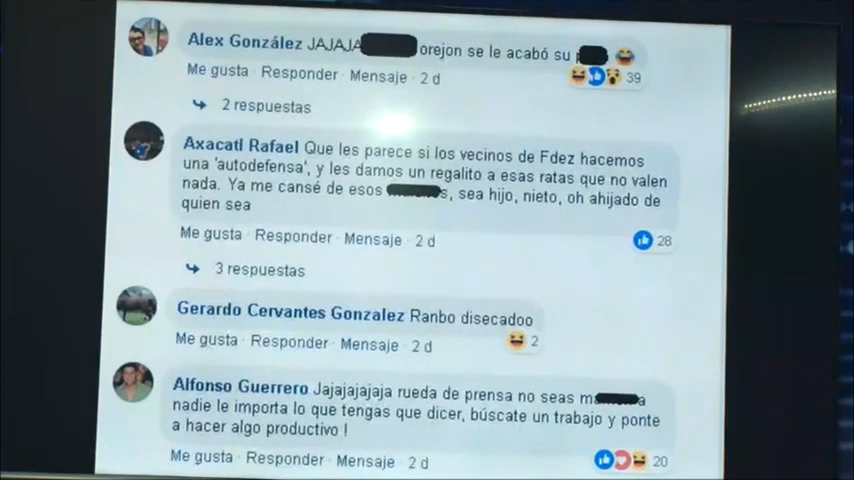 Alex González JAJAJA orejon se le acabó su
Me gusta · Responder · Mensaje · 2 d
39
2 respuestas
Axacatl Rafael Que les parece si los vecinos de Fdez hacemos
una 'autodefensa', y les damos un regalito a esas ratas que no valen
nada. Ya me cansé de esos s, sea hijo, nieto, oh ahijado de
quien sea
Me gusta · Responder · Mensaje · 2 d
28
3 respuestas
Gerardo Cervantes Gonzalez Ranbo disecadoo
Me gusta · Responder · Mensaje · 2 d
2
Alfonso Guerrero Jajajajajaja rueda de prensa no seas m a
nadie le importa lo que tengas que dicer, búscate un trabajo y ponte
a hacer algo productivo !
Me gusta · Responder · Mensaje · 2 d
20